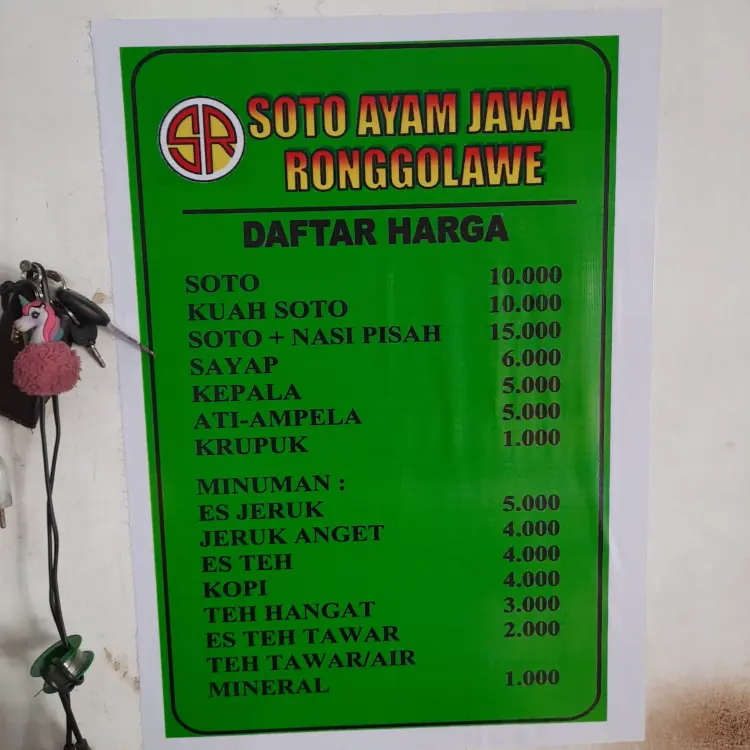 SR SOTO AYAM JAWA
RONGGOLAWE
DAFTAR HARGA
SOTO 10.000
KUAH SOTO 10.000
SOTO + NASI PISAH 15.000
SAYAP 6.000
KEPALA 5.000
ATI-AMPELA 5.000
KRUPUK 1.000
MINUMAN :
ES JERUK 5.000
JERUK ANGET 4.000
ES TEH 4.000
KOPI 4.000
TEH HANGAT 3.000
ES TEH TAWAR 2.000
TEH TAWAR/AIR
MINERAL 1.000